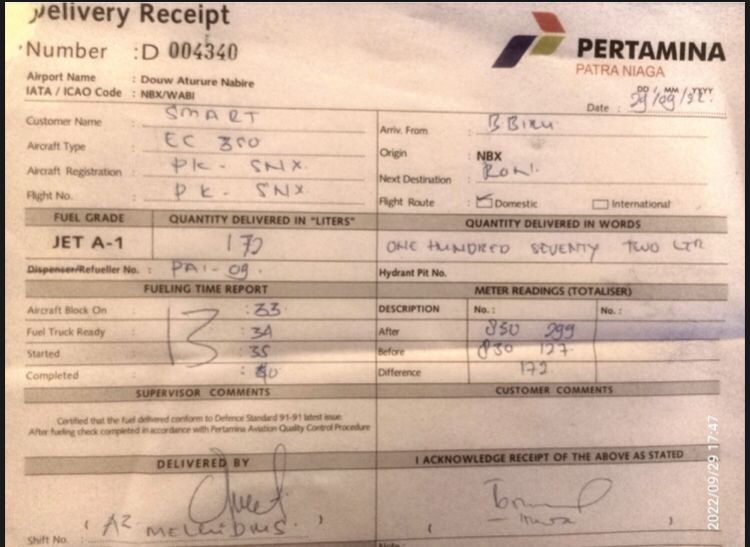 Delivery Receipt
Number : D 004340
PERTAMINA
PATRA NIAGA
Airport Name : Douw Aturure Nabire
IATA / ICAO Code : NBX/WABI
DD / MM / YYYY
Date :
Customer Name : SMART
Arriv. From : B.BIRU
Aircraft Type : EC 350
Origin : NBX
Aircraft Registration : PK - SNX
Next Destination :
Flight No. : PK - SNX
Flight Route : Domestic International
FUEL GRADE QUANTITY DELIVERED IN "LITERS" QUANTITY DELIVERED IN WORDS
JET A-1 172 ONE HUNDRED SEVENTY TWO LTR
Dispenser/Refueller No. : PAI-09. Hydrant Pit No.
FUELING TIME REPORT METER READINGS (TOTALISER)
Aircraft Block On 13 : 33 DESCRIPTION No. : No. :
Fuel Truck Ready : 34 After 299
Started : 35 Before 830 127
Completed : 40 Difference 172
SUPERVISOR COMMENTS CUSTOMER COMMENTS
Certified that the fuel delivered conform to Defence Standard 91-91 latest issue.
After fueling check completed in accordance with Pertamina Aviation Quality Control Procedure
DELIVERED BY I ACKNOWLEDGE RECEIPT OF THE ABOVE AS STATED
Shift No. : Note
2022/09/29 17:47